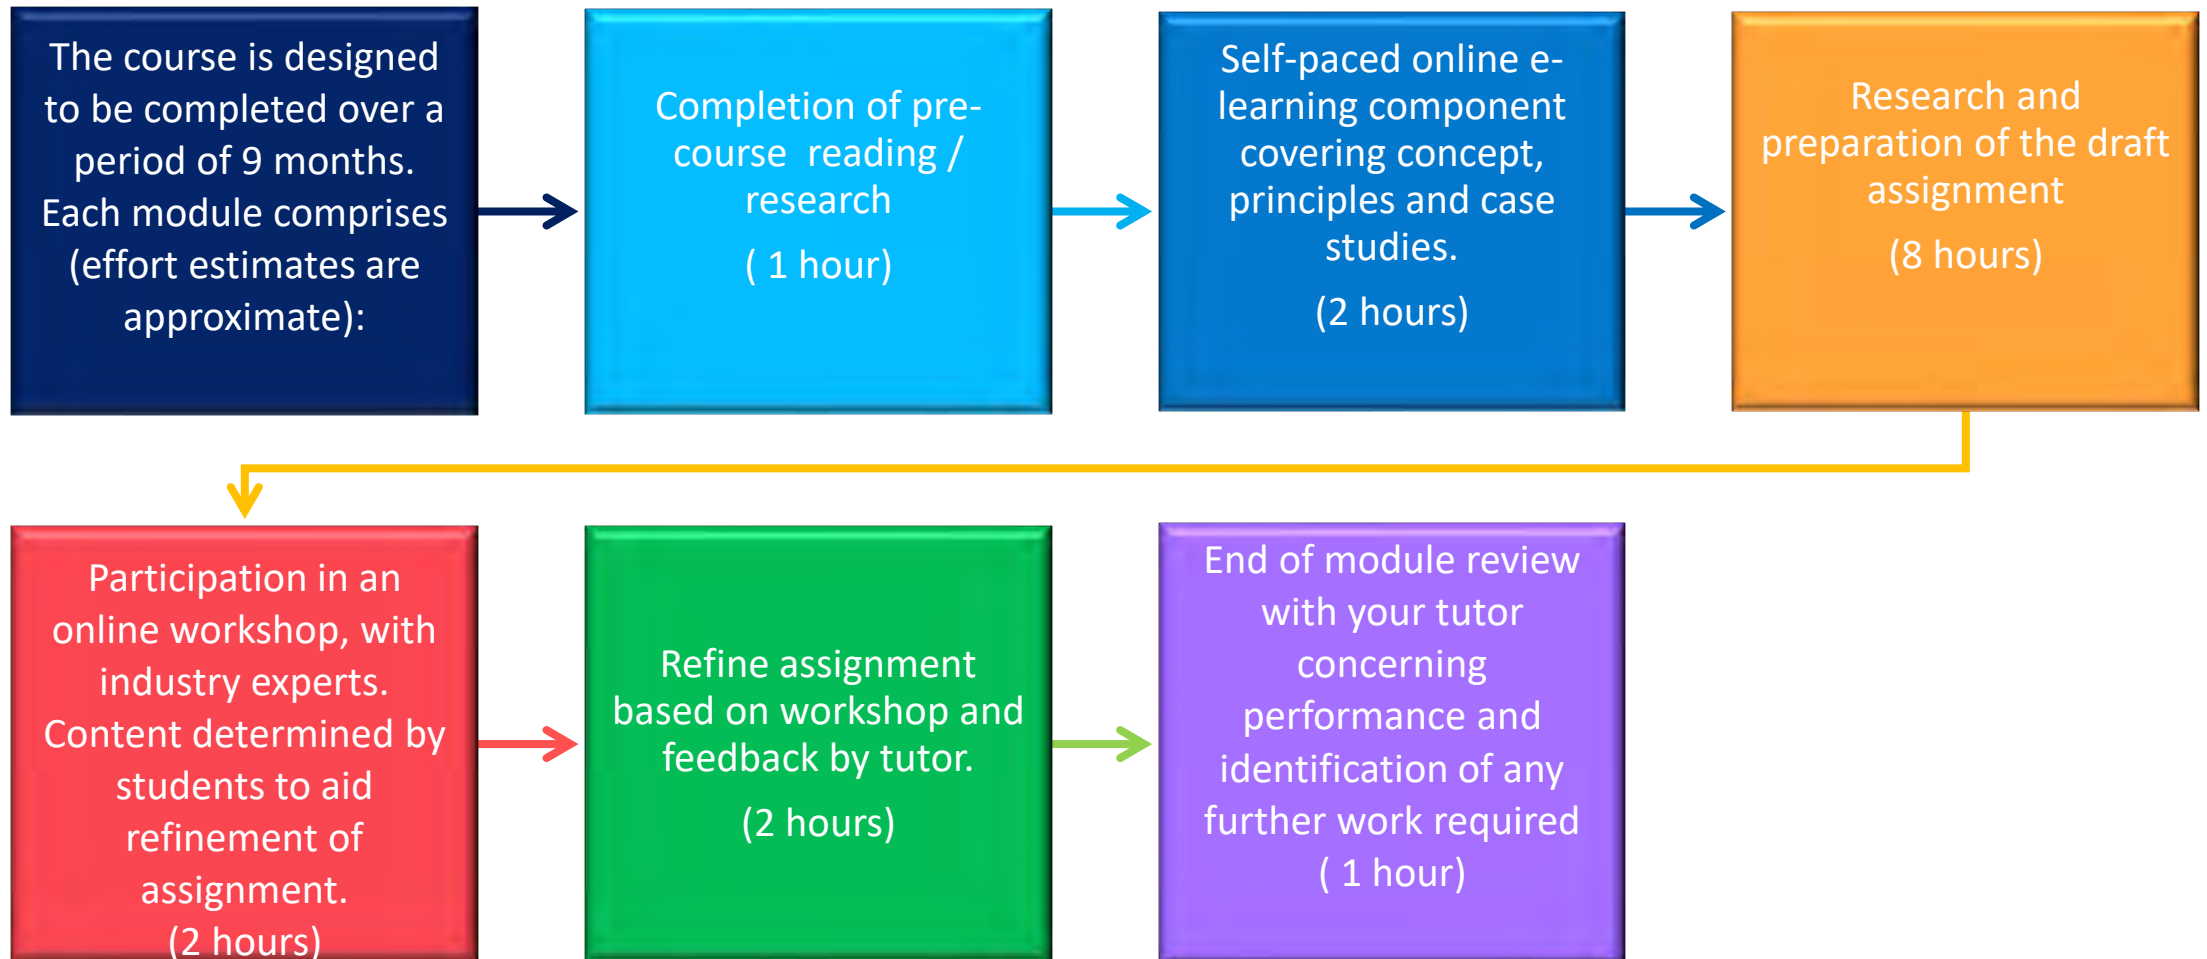 The course is designed
to be completed over a
period of 9 months.
Each module comprises
(effort estimates are
approximate):
Completion of pre-
course  reading /
research
( 1 hour)
Self-paced online e-
learning component
covering concept,
principles and case
studies.
(2 hours)
Research and
preparation of the draft
assignment
(8 hours)
Participation in an
online workshop, with
industry experts.
Content determined by
students to aid
refinement of
assignment.
(2 hours)
Refine assignment
based on workshop and
feedback by tutor.
(2 hours)
End of module review
with your tutor
concerning
performance and
identification of any
further work required
( 1 hour)